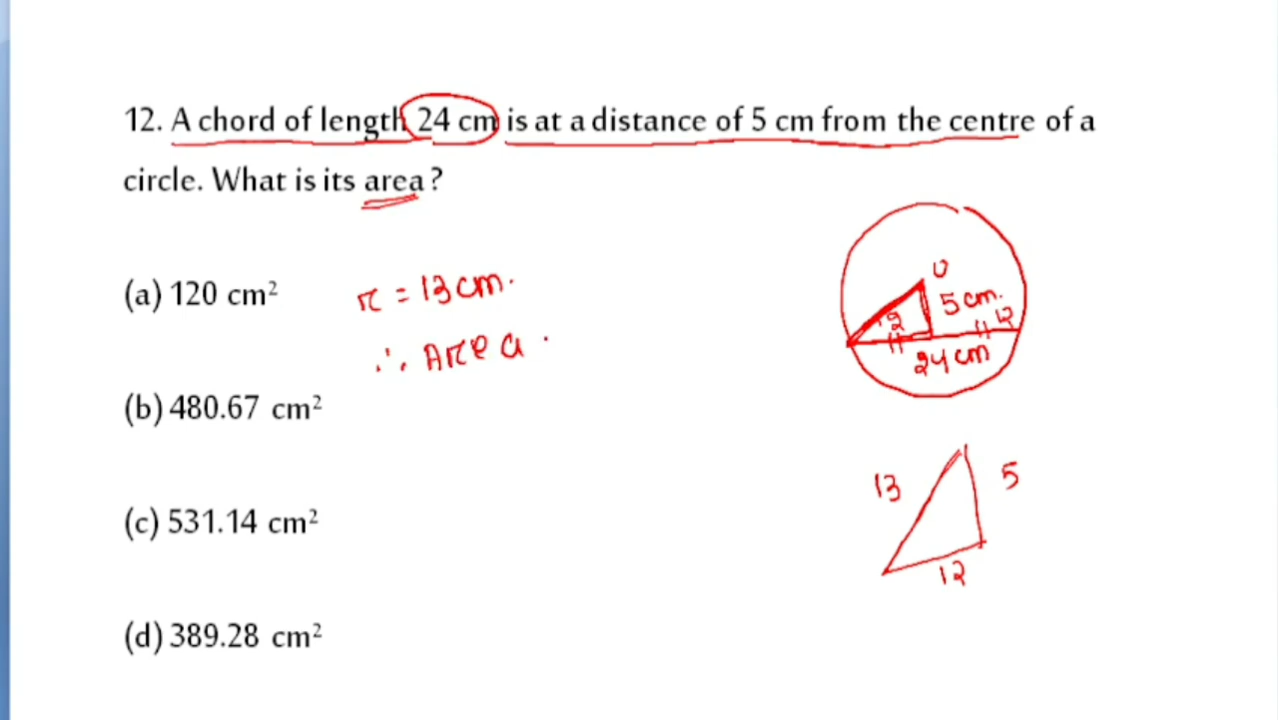 12. A chord of length 24 cm is at a distance of 5 cm from the centre of a
circle. What is its area?
(a) 120 cm²
r = 13 cm.
∴ Area.
(b) 480.67 cm²
(c) 531.14 cm²
(d) 389.28 cm²
O
5 cm.
12
12
24 cm
13
5
12